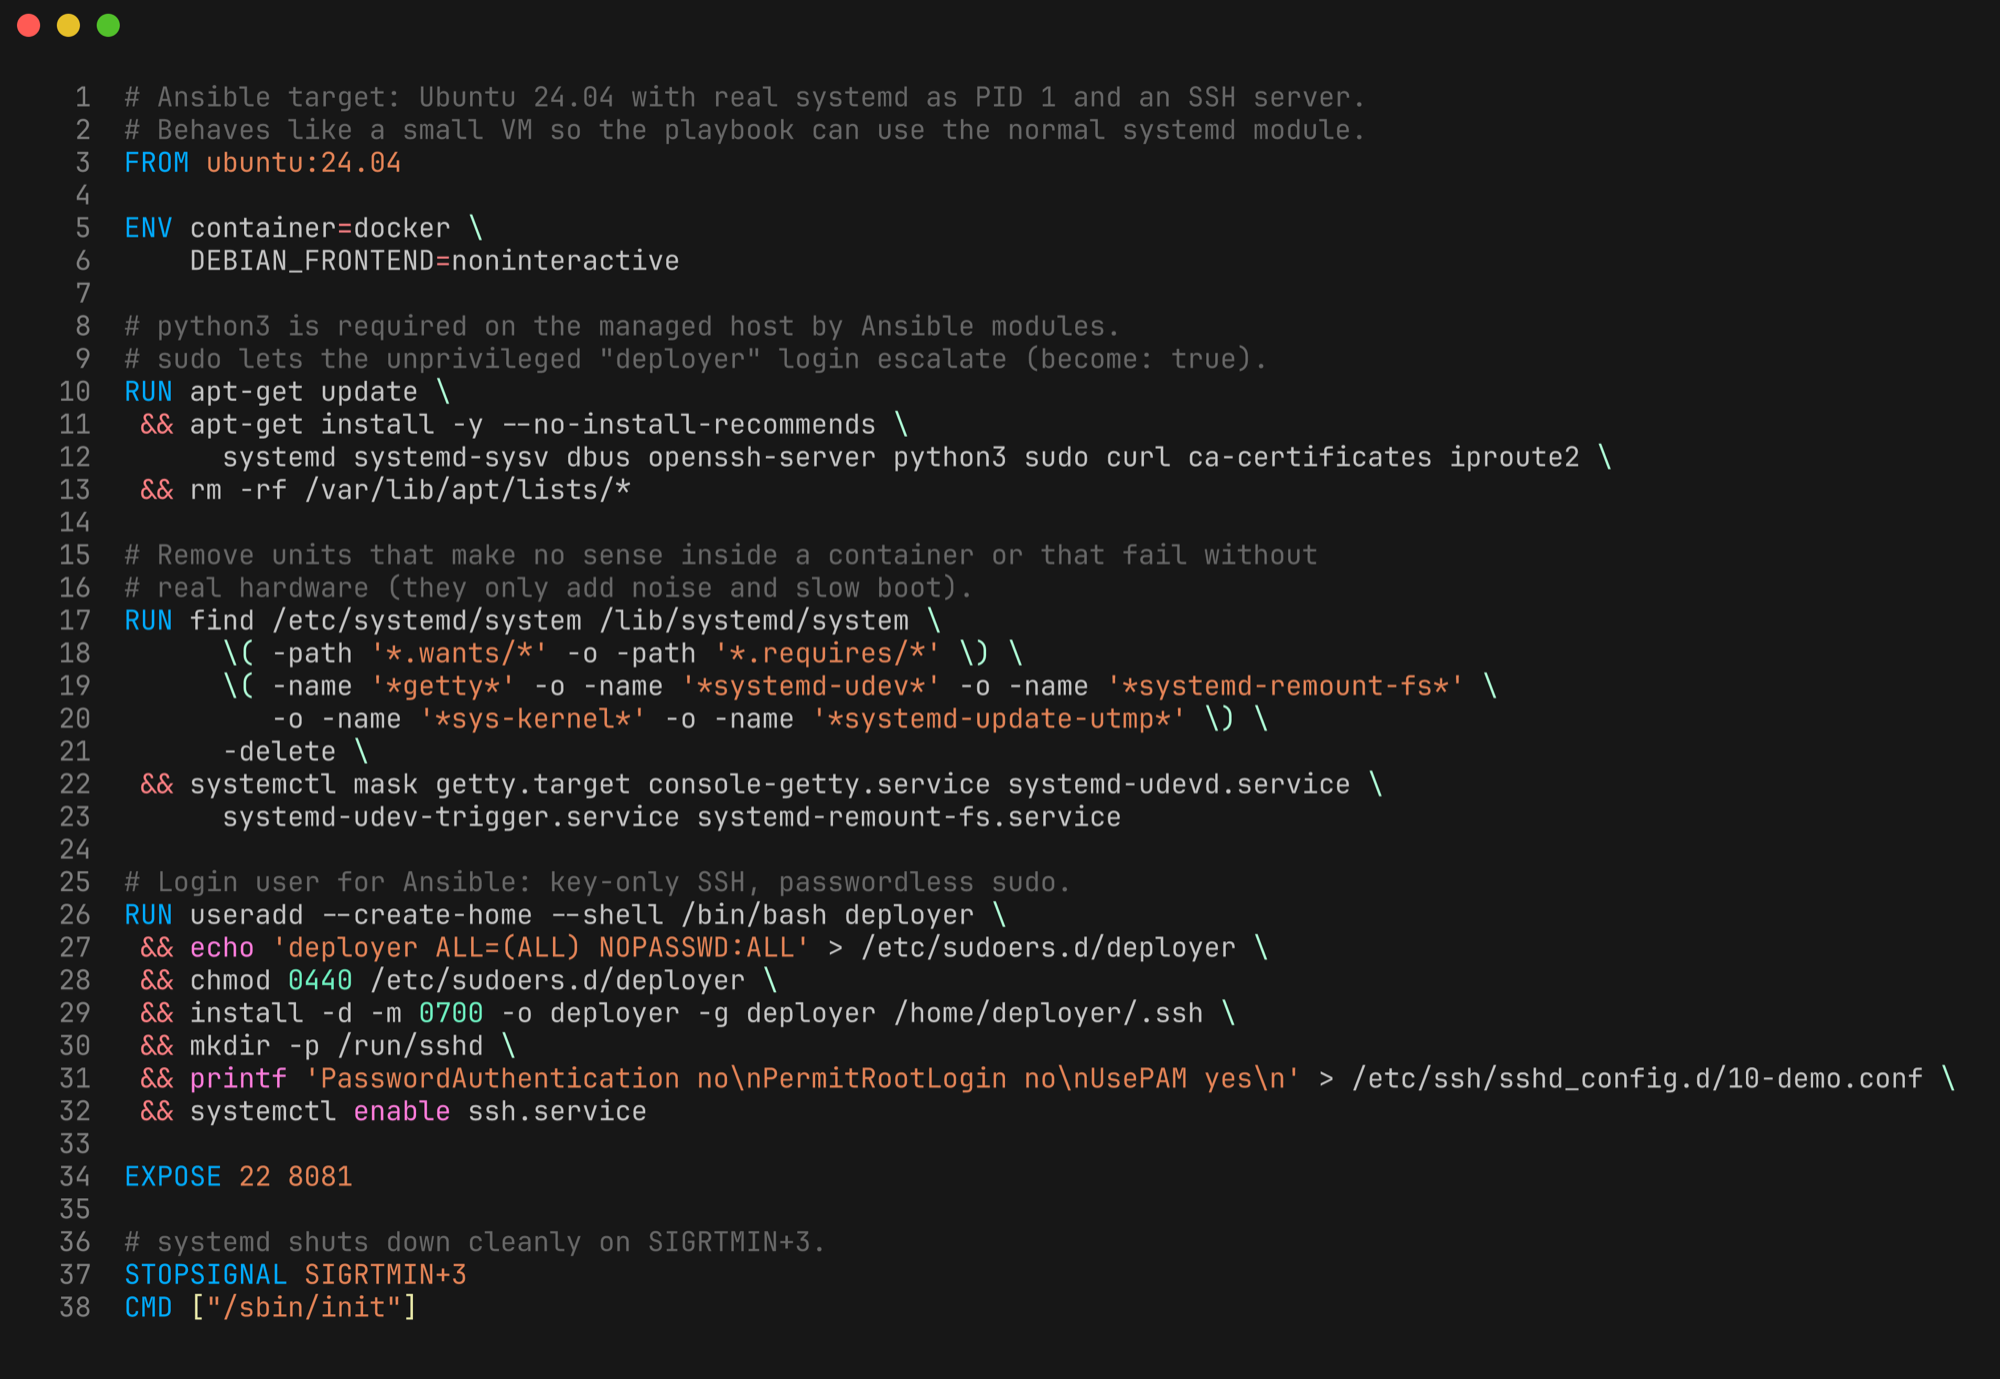 1 # Ansible target: Ubuntu 24.04 with real systemd as PID 1 and an SSH server.
2 # Behaves like a small VM so the playbook can use the normal systemd module.
3 FROM ubuntu:24.04
4
5 ENV container=docker \
6     DEBIAN_FRONTEND=noninteractive
7
8 # python3 is required on the managed host by Ansible modules.
9 # sudo lets the unprivileged "deployer" login escalate (become: true).
10 RUN apt-get update \
11  && apt-get install -y --no-install-recommends \
12       systemd systemd-sysv dbus openssh-server python3 sudo curl ca-certificates iproute2 \
13  && rm -rf /var/lib/apt/lists/*
14
15 # Remove units that make no sense inside a container or that fail without
16 # real hardware (they only add noise and slow boot).
17 RUN find /etc/systemd/system /lib/systemd/system \
18       \( -path '*.wants/*' -o -path '*.requires/*' \) \
19       \( -name '*getty*' -o -name '*systemd-udev*' -o -name '*systemd-remount-fs*' \
20          -o -name '*sys-kernel*' -o -name '*systemd-update-utmp*' \) \
21       -delete \
22  && systemctl mask getty.target console-getty.service systemd-udevd.service \
23       systemd-udev-trigger.service systemd-remount-fs.service
24
25 # Login user for Ansible: key-only SSH, passwordless sudo.
26 RUN useradd --create-home --shell /bin/bash deployer \
27  && echo 'deployer ALL=(ALL) NOPASSWD:ALL' > /etc/sudoers.d/deployer \
28  && chmod 0440 /etc/sudoers.d/deployer \
29  && install -d -m 0700 -o deployer -g deployer /home/deployer/.ssh \
30  && mkdir -p /run/sshd \
31  && printf 'PasswordAuthentication no\nPermitRootLogin no\nUsePAM yes\n' > /etc/ssh/sshd_config.d/10-demo.conf \
32  && systemctl enable ssh.service
33
34 EXPOSE 22 8081
35
36 # systemd shuts down cleanly on SIGRTMIN+3.
37 STOPSIGNAL SIGRTMIN+3
38 CMD ["/sbin/init"]